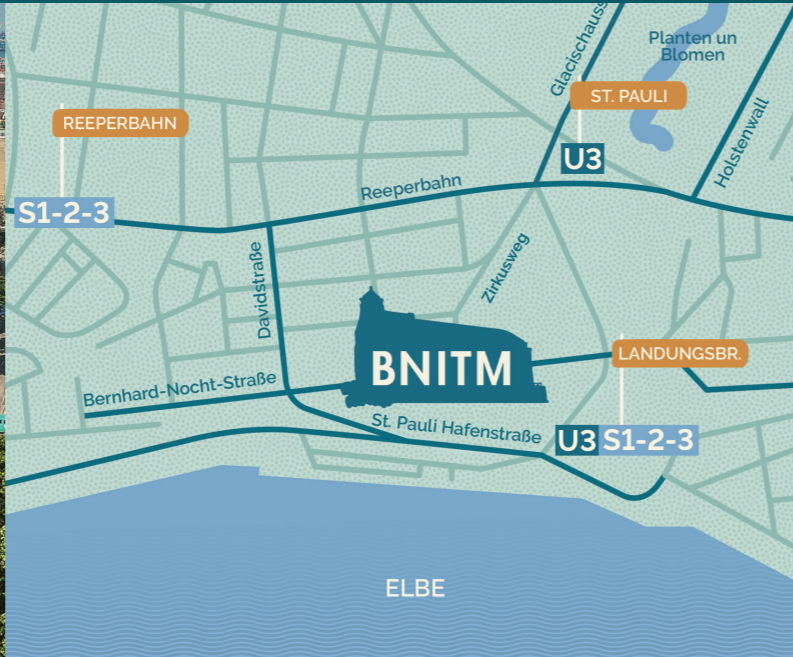 Glacischauss
Planten un
Blomen
ST. PAULI
REEPERBAHN
U3
Holstenwall
Reeperbahn
S1-2-3
Davidstraße
Zirkusweg
BNITM
LANDUNGSBR.
Bernhard-Nocht-Straße
St. Pauli Hafenstraße
U3 S1-2-3
ELBE